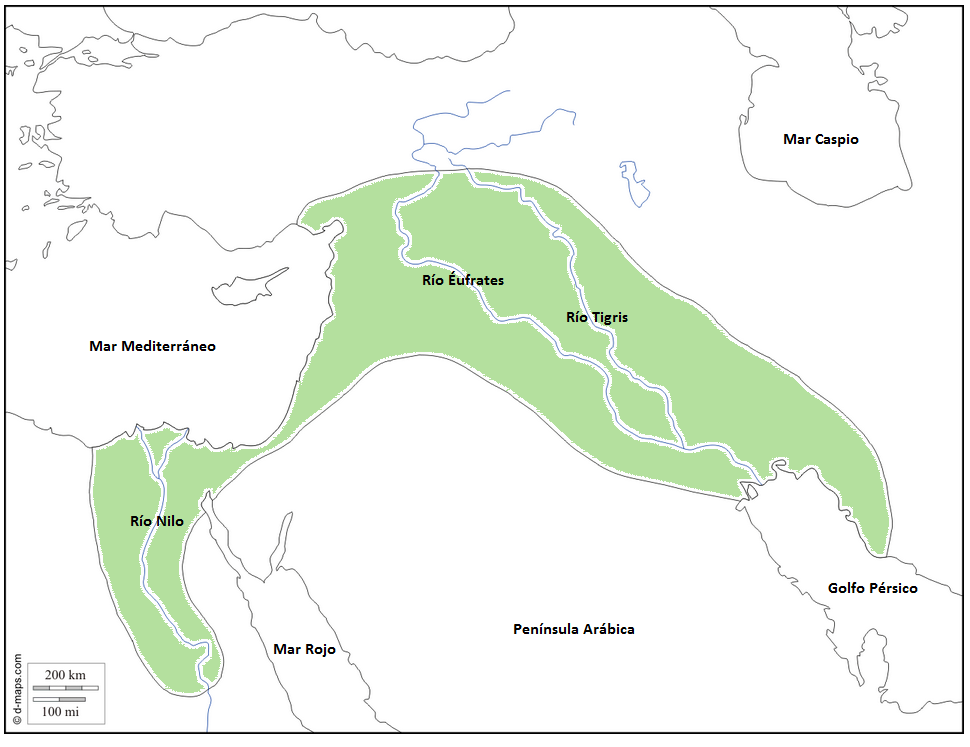 Mar Caspio
Río Éufrates
Río Tigris
Mar Mediterráneo
Río Nilo
Golfo Pérsico
Península Arábica
Mar Rojo
200 km
100 mi
© d-maps.com